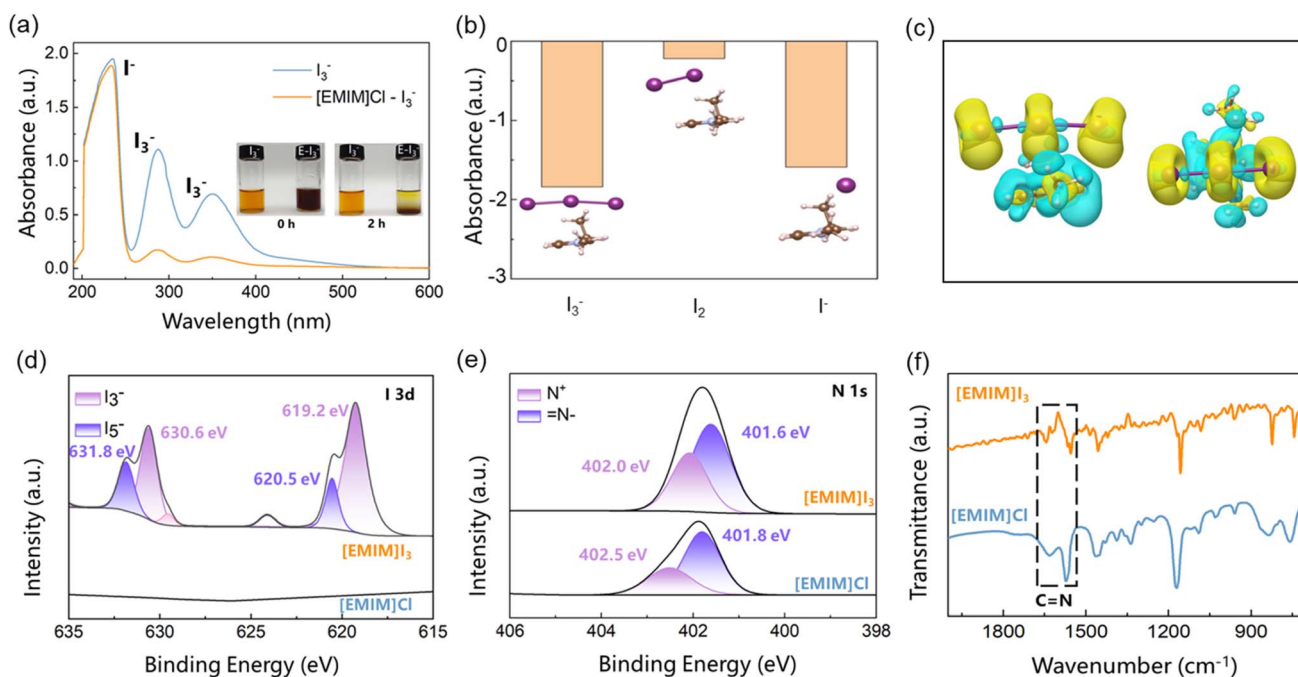 (a)
2.0
1.5
1.0
0.5
0.0
Absorbance (a.u.)
I⁻
I₃⁻
I₃⁻
I₃⁻
[EMIM]Cl - I₃⁻
I₃⁻ E-I₃⁻ I₃⁻ E-I₃⁻
0 h 2 h
200 300 400 500 600
Wavelength (nm)
(b)
0
-1
-2
-3
Absorbance (a.u.)
I₃⁻ I₂ I⁻
(c)
(d)
I 3d
I₃⁻
I₅⁻
631.8 eV
630.6 eV
619.2 eV
620.5 eV
[EMIM]I₃
[EMIM]Cl
Intensity (a.u.)
635 630 625 620 615
Binding Energy (eV)
(e)
N 1s
N⁺
=N-
402.0 eV
401.6 eV
[EMIM]I₃
402.5 eV
401.8 eV
[EMIM]Cl
Intensity (a.u.)
406 404 402 400 398
Binding Energy (eV)
(f)
[EMIM]I₃
[EMIM]Cl
C=N
Transmittance (a.u.)
1800 1500 1200 900
Wavenumber (cm⁻¹)